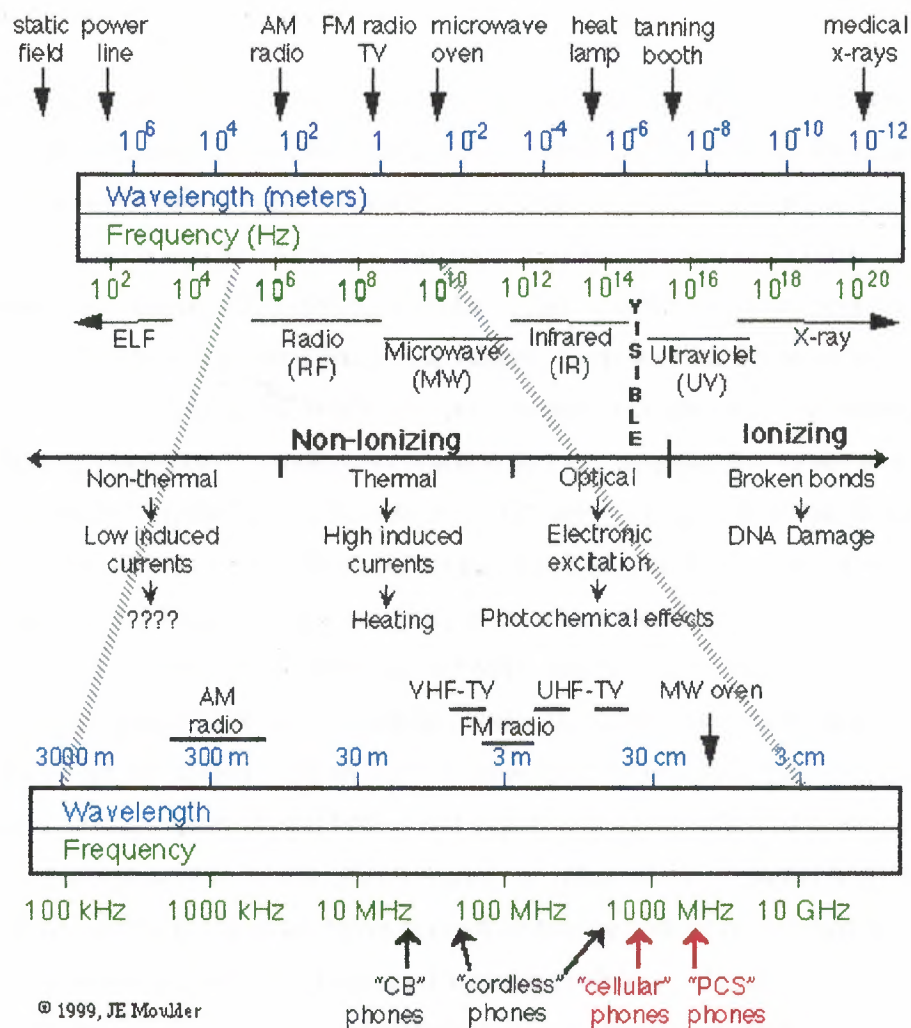 static power AM FM radio microwave heat tanning medical
field line radio TV oven lamp booth x-rays
10^6 10^4 10^2 1 10^-2 10^-4 10^-6 10^-8 10^-10 10^-12
Wavelength (meters)
Frequency (Hz)
10^2 10^4 10^6 10^8 10^10 10^12 10^14 10^16 10^18 10^20
VISIBLE
ELF Radio Microwave Infrared Ultraviolet X-ray
(RF) (MW) (IR) (UV)
Non-Ionizing Ionizing
Non-thermal Thermal Optical Broken bonds
Low induced High induced Electronic DNA Damage
currents currents excitation
???? Heating Photochemical effects
AM VHF-TV UHF-TV MW oven
radio FM radio
3000 m 300 m 30 m 3 m 30 cm 3 cm
Wavelength
Frequency
100 kHz 1000 kHz 10 MHz 100 MHz 1000 MHz 10 GHz
"CB" "cordless" "cellular" "PCS"
phones phones phones phones
© 1999, JE Moulder